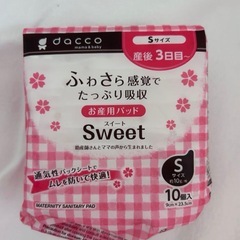 dacco
mama & baby
Sサイズ
産後3日目~
ふわさら感覚で
たっぷり吸収
お産用パッド
スイート
Sweet
助産師さんとママの声から生まれました
通気性バックシートで
ムレを防いで快適!
S
サイズ
10個入
MATERNITY SANITARY PAD